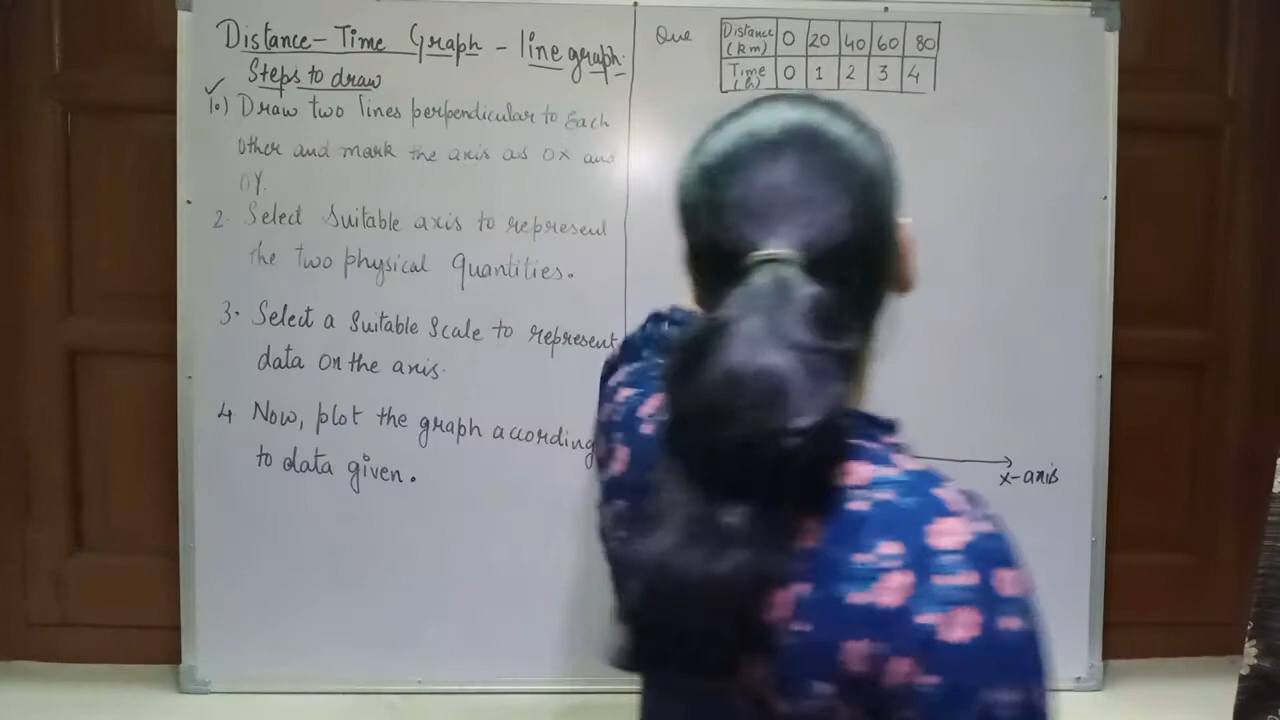 Distance-Time Graph - line graph.
Steps to draw
1.) Draw two lines perpendicular to Each
Other and mark the axis as OX and
OY.
2. Select Suitable axis to represent
the two physical Quantities.
3. Select a Suitable Scale to represent
data on the axis.
4 Now, plot the graph according
to data given.
Que
Distance (km) 0 20 40 60 80
Time (h) 0 1 2 3 4
x-axis